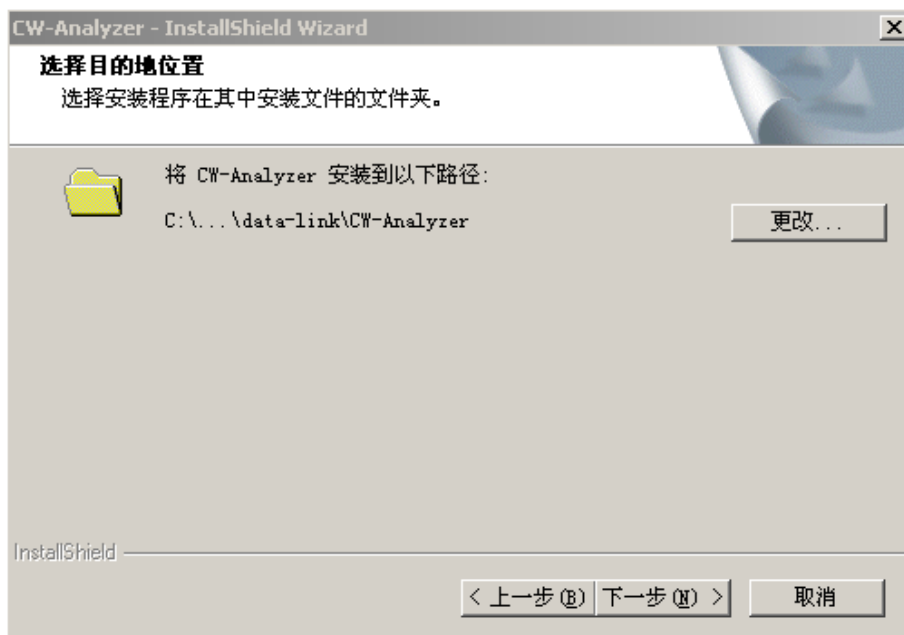 CW-Analyzer - InstallShield Wizard
选择目的地位置
选择安装程序在其中安装文件的文件夹。
将 CW-Analyzer 安装到以下路径:
C:\...\data-link\CW-Analyzer
更改...
InstallShield
< 上一步(B) 下一步(N) > 取消